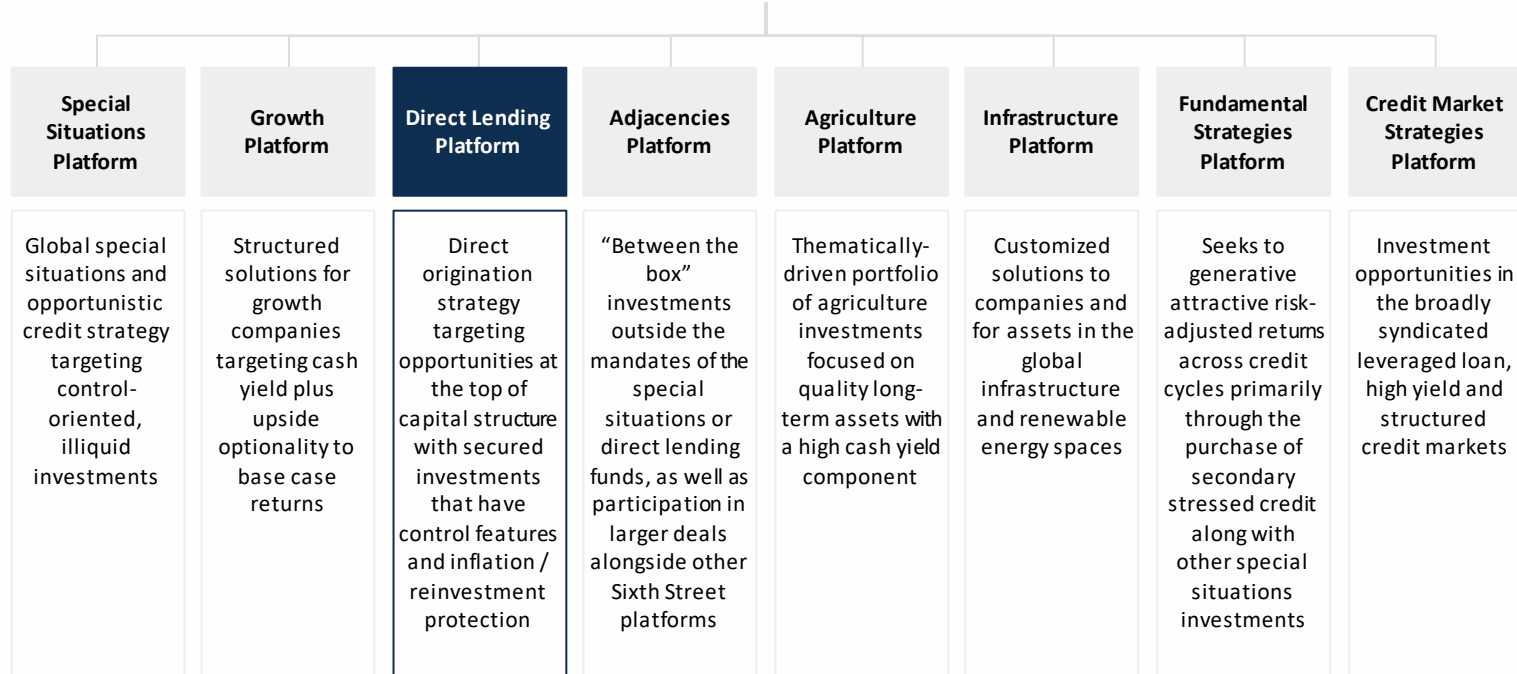 Special
Situations
Platform
Growth
Platform
Direct Lending
Platform
Adjacencies
Platform
Agriculture
Platform
Infrastructure
Platform
Fundamental
Strategies
Platform
Credit Market
Strategies
Platform
Global special
situations and
opportunistic
credit strategy
targeting
control-
oriented,
illiquid
investments
Structured
solutions for
growth
companies
targeting cash
yield plus
upside
optionality to
base case
returns
Direct
origination
strategy
targeting
opportunities at
the top of
capital structure
with secured
investments
that have
control features
and inflation /
reinvestment
protection
“Between the
box”
investments
outside the
mandates of the
special
situations or
direct lending
funds, as well as
participation in
larger deals
alongside other
Sixth Street
platforms
Thematically-
driven portfolio
of agriculture
investments
focused on
quality long-
term assets with
a high cash yield
component
Customized
solutions to
companies and
for assets in the
global
infrastructure
and renewable
energy spaces
Seeks to
generative
attractive risk-
adjusted returns
across credit
cycles primarily
through the
purchase of
secondary
stressed credit
along with
other special
situations
investments
Investment
opportunities in
the broadly
syndicated
leveraged loan,
high yield and
structured
credit markets